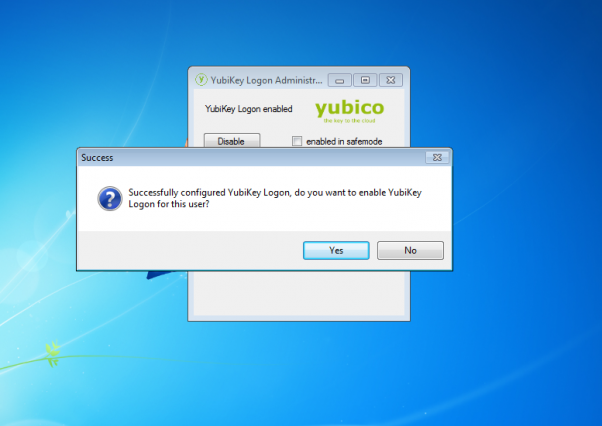 YubiKey Logon Administr...
YubiKey Logon enabled
yubico
the key to the cloud
Disable
enabled in safemode
Success
Successfully configured YubiKey Logon, do you want to enable YubiKey
Logon for this user?
Yes
No